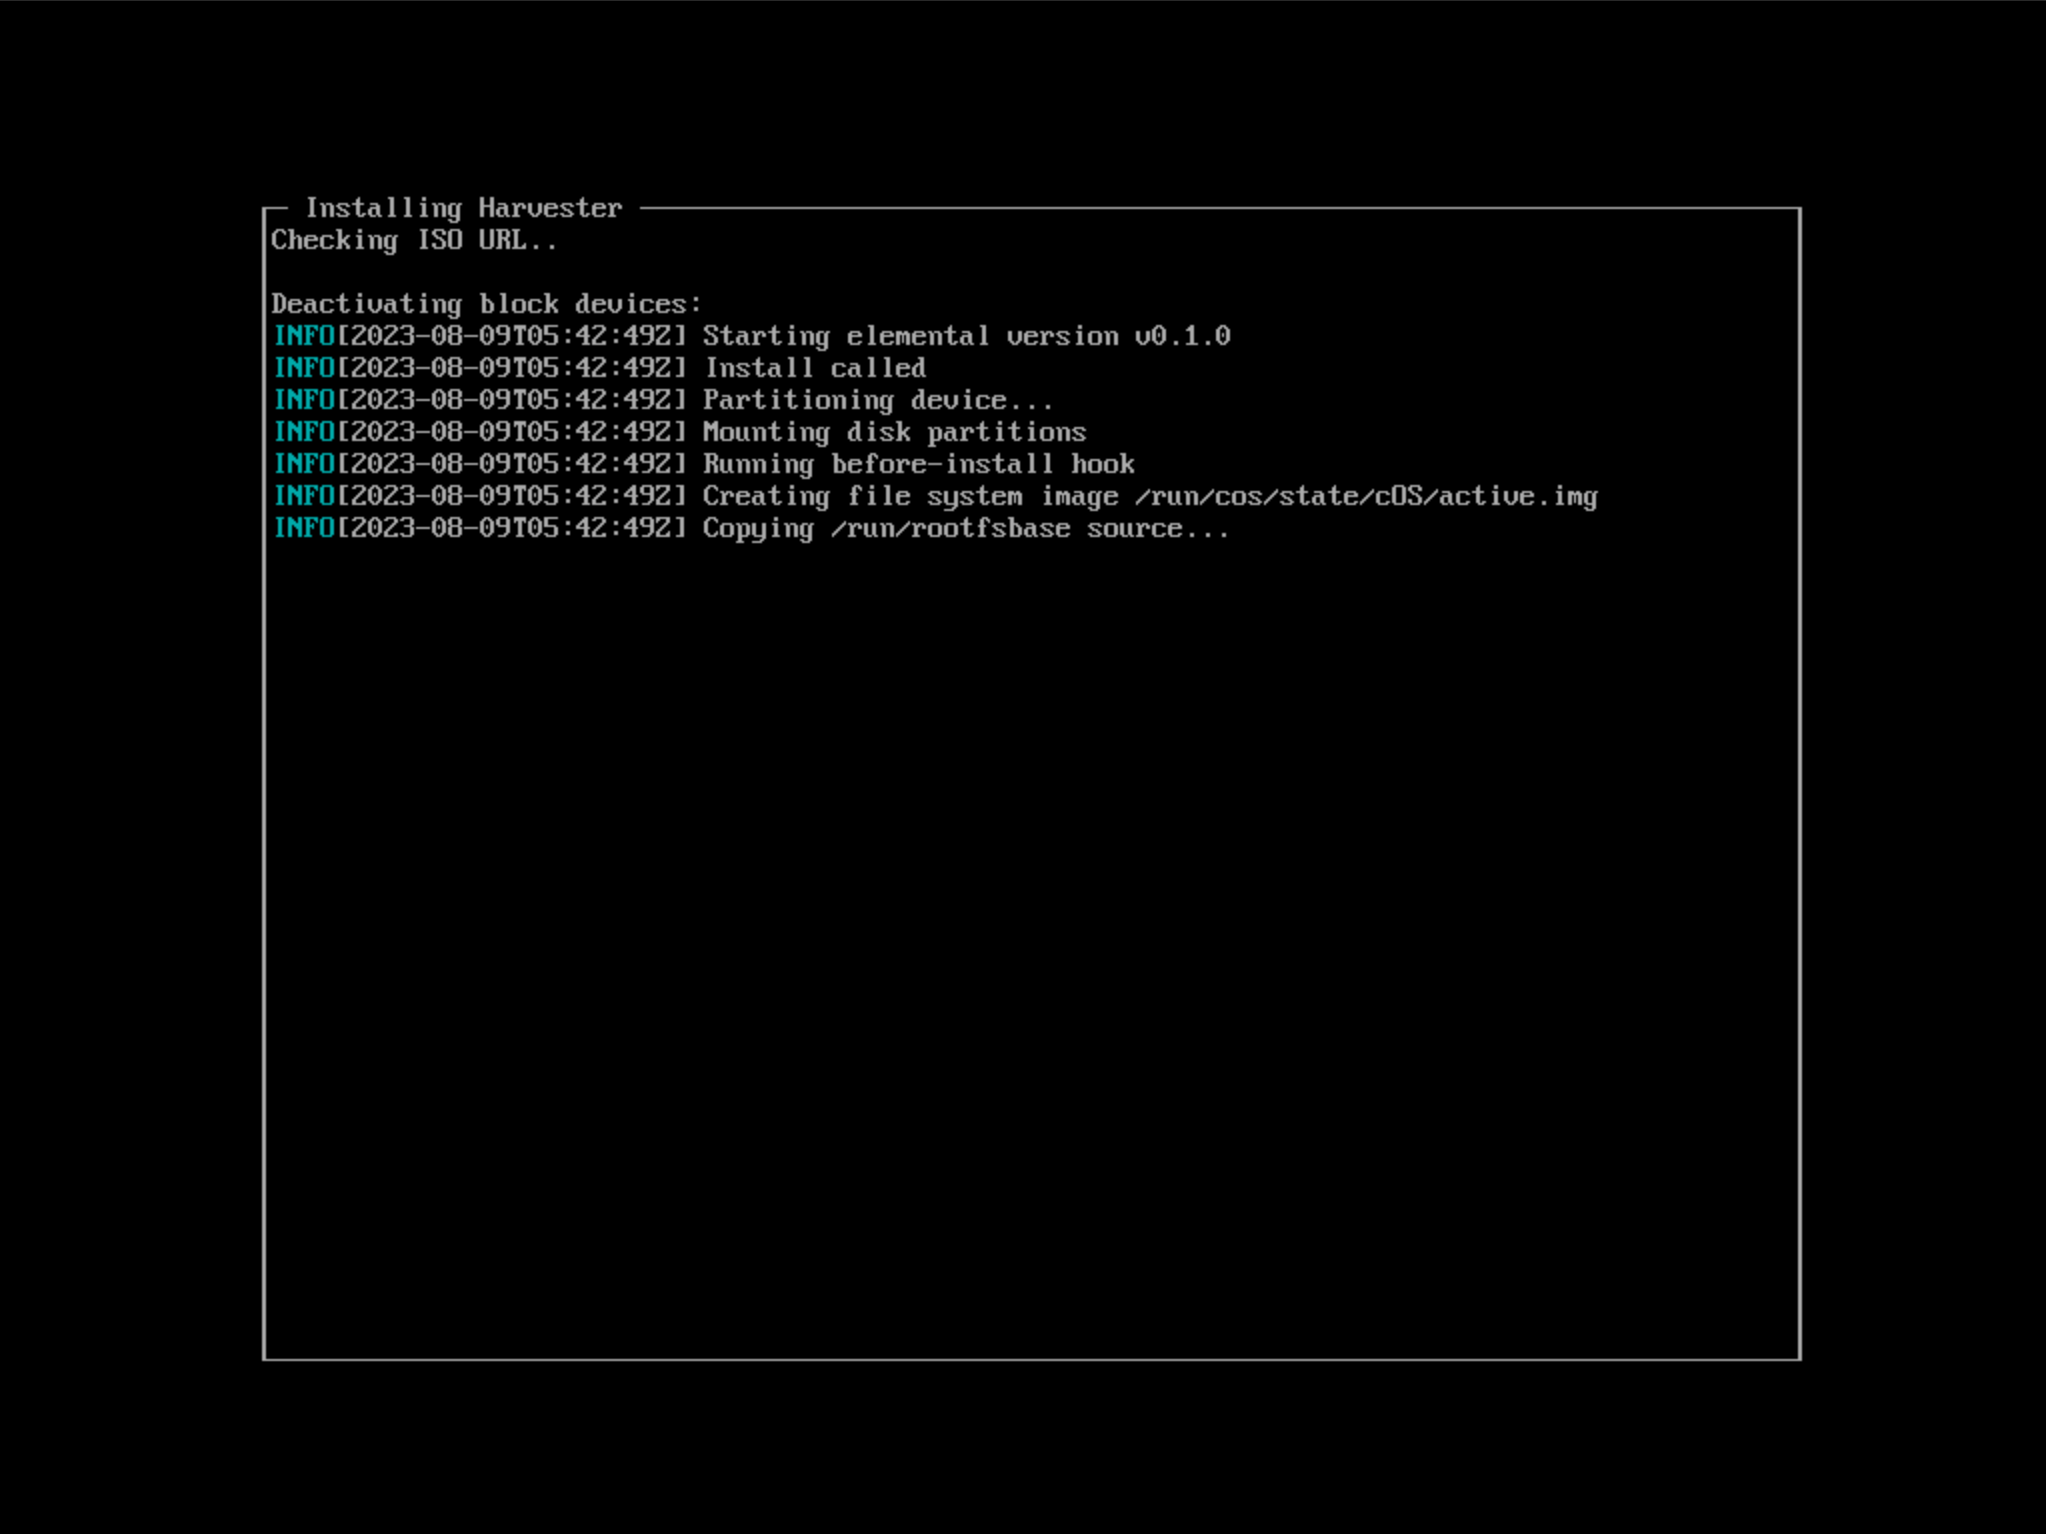 Installing Harvester
Checking ISO URL..
Deactivating block devices:
INFO[2023-08-09T05:42:49Z] Starting elemental version v0.1.0
INFO[2023-08-09T05:42:49Z] Install called
INFO[2023-08-09T05:42:49Z] Partitioning device...
INFO[2023-08-09T05:42:49Z] Mounting disk partitions
INFO[2023-08-09T05:42:49Z] Running before-install hook
INFO[2023-08-09T05:42:49Z] Creating file system image /run/cos/state/cOS/active.img
INFO[2023-08-09T05:42:49Z] Copying /run/rootfsbase source...